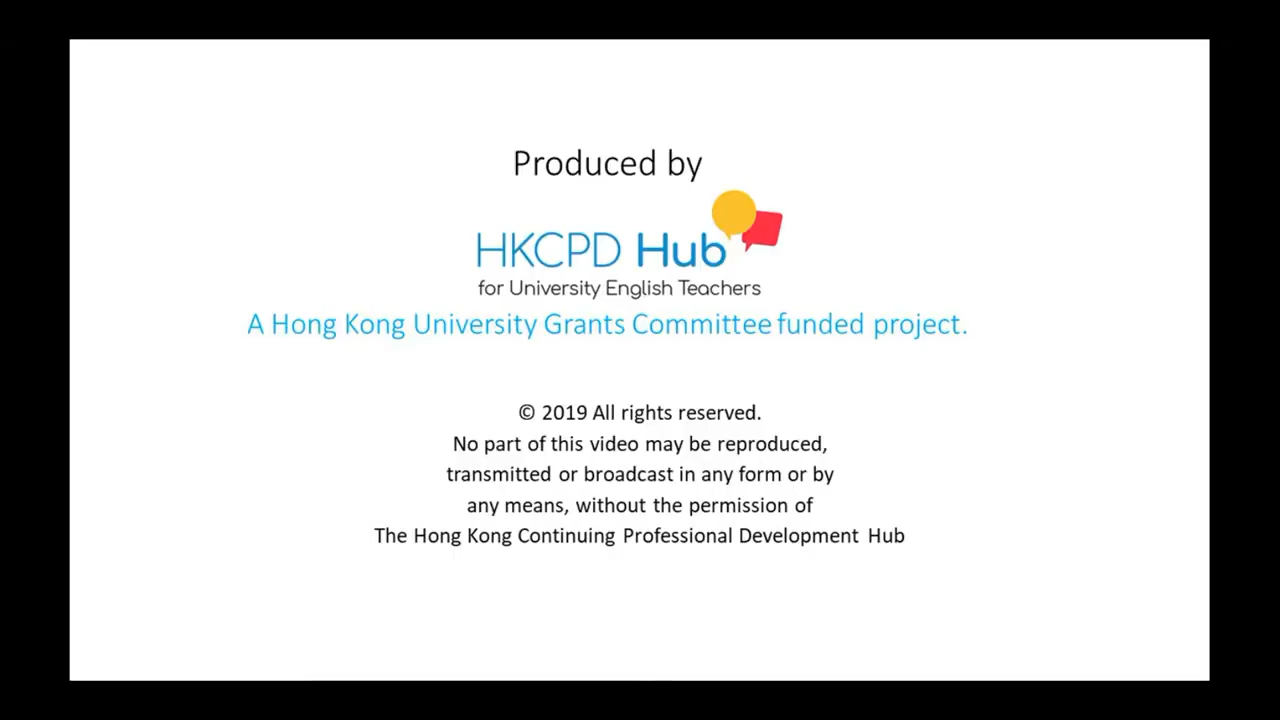 Produced by
HKCPD Hub
for University English Teachers
A Hong Kong University Grants Committee funded project.
© 2019 All rights reserved.
No part of this video may be reproduced,
transmitted or broadcast in any form or by
any means, without the permission of
The Hong Kong Continuing Professional Development Hub